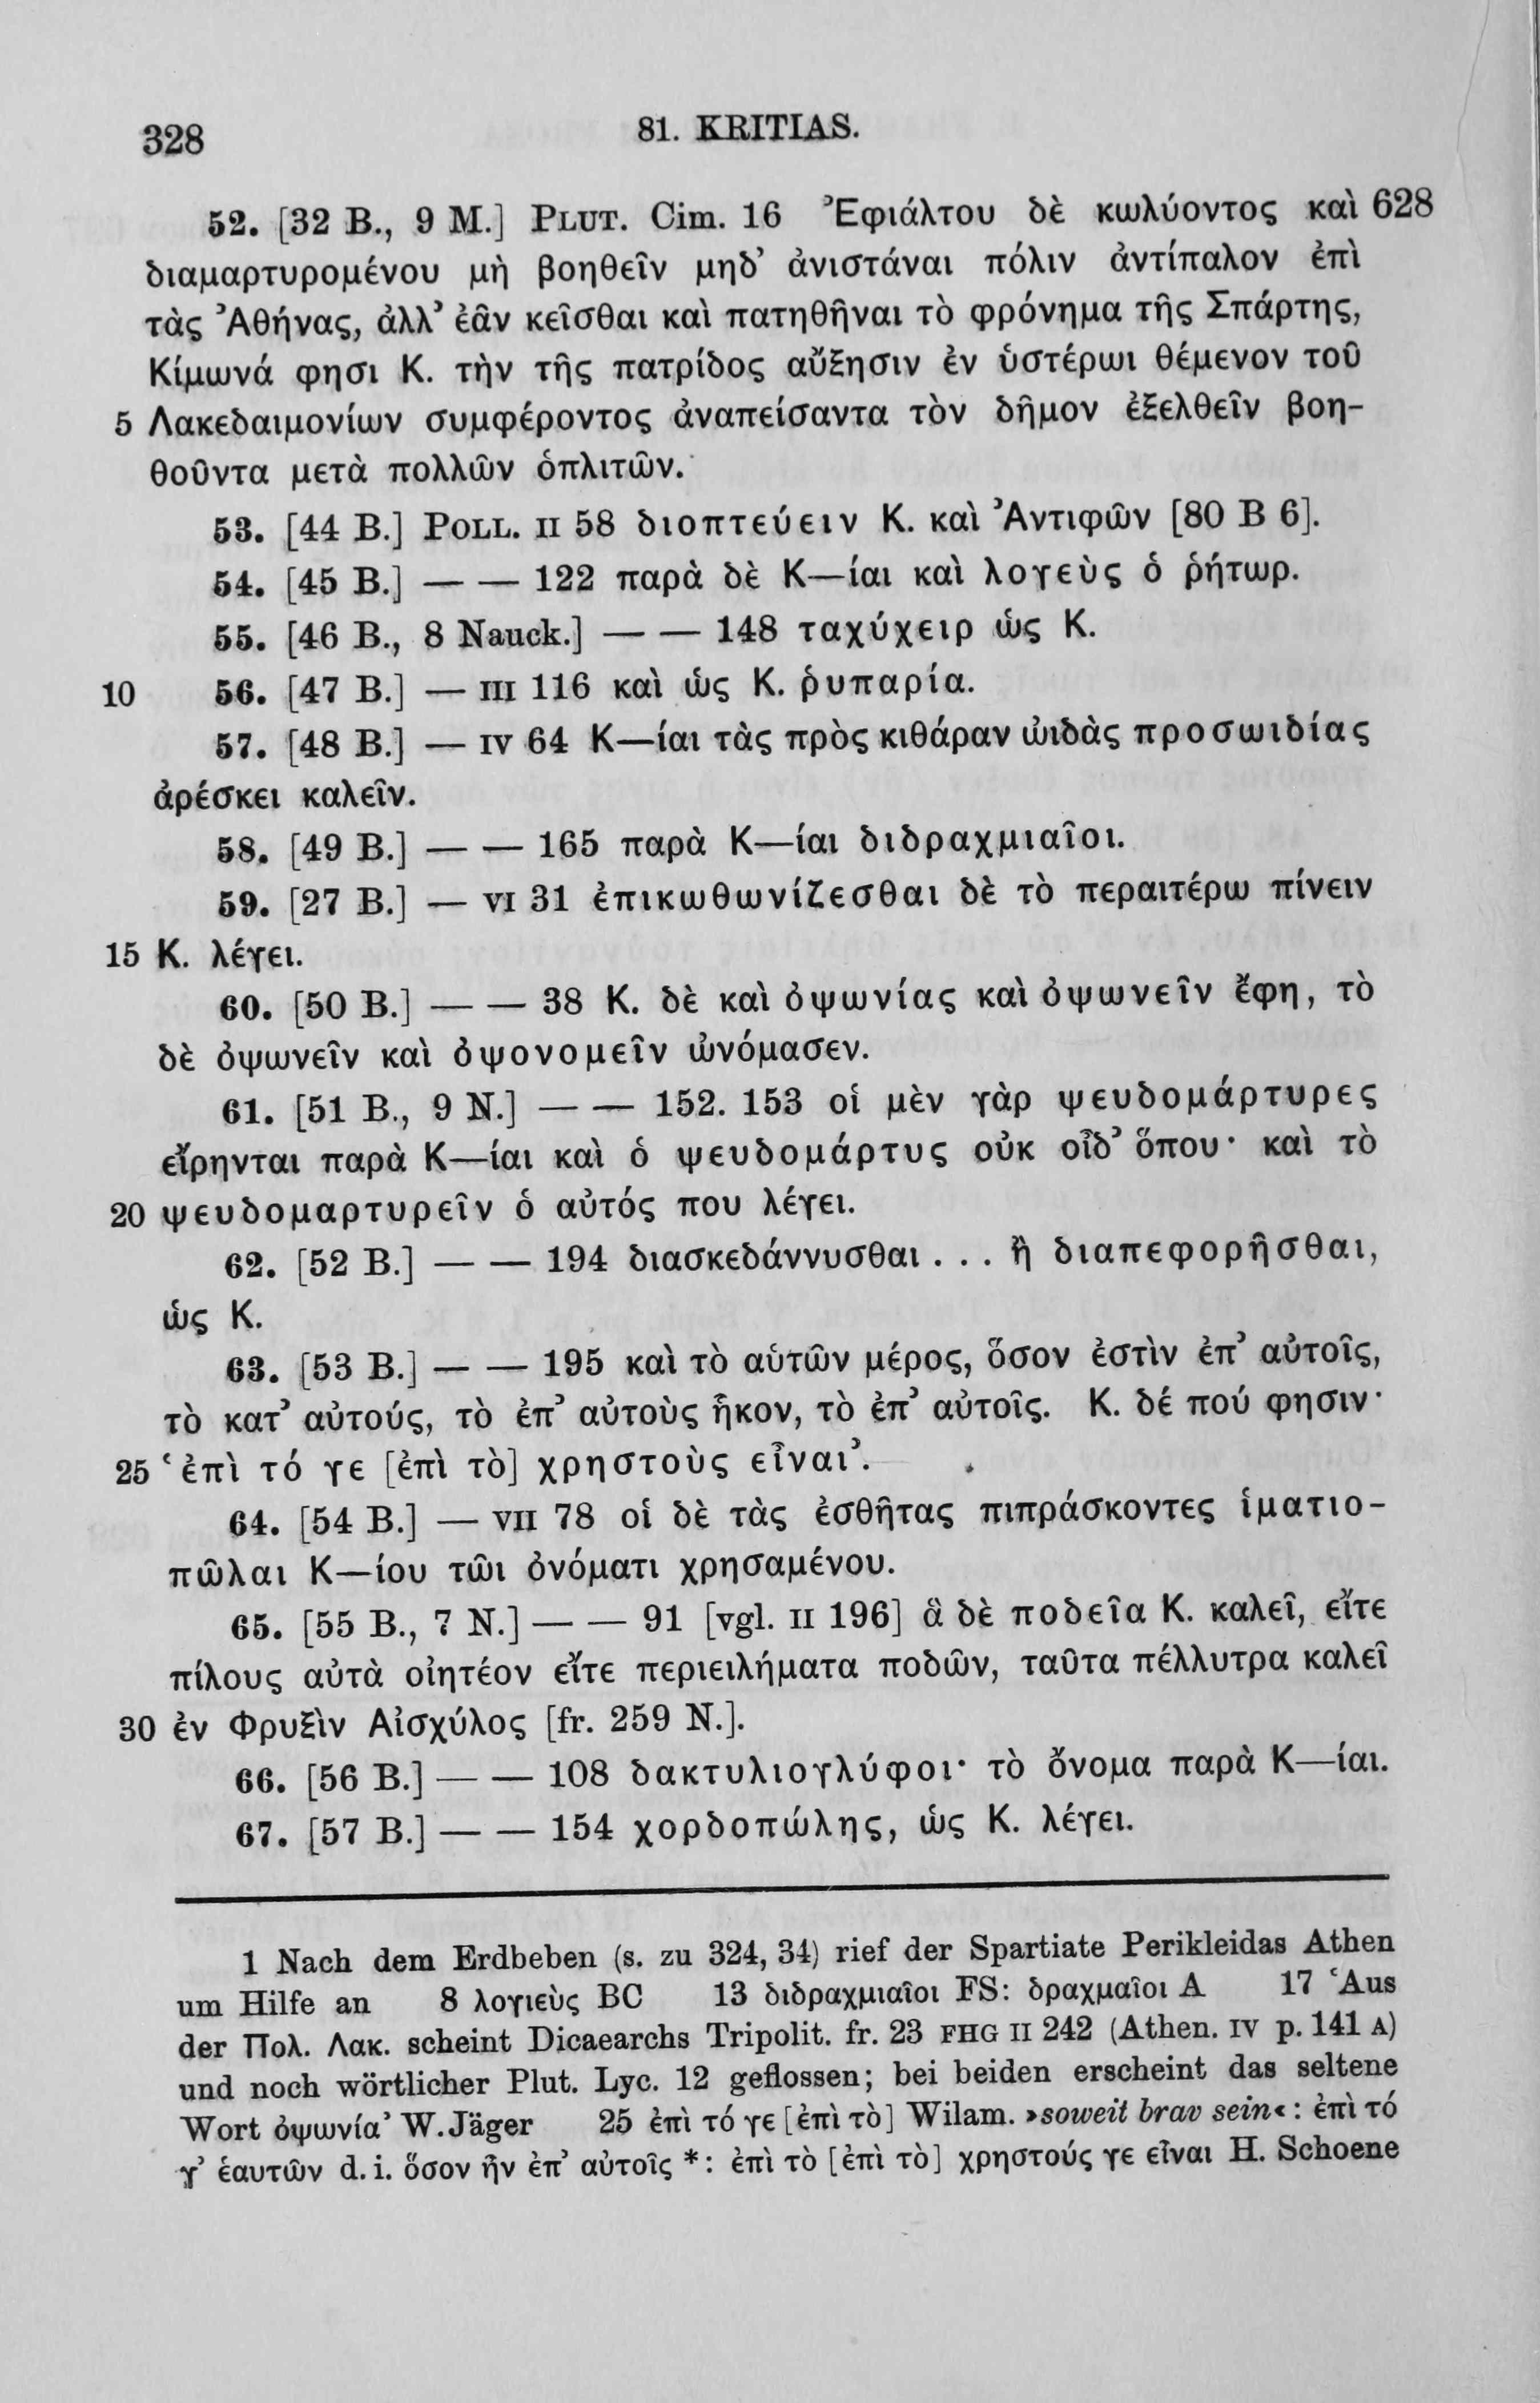 328
81. KRITIAS.
52. [32 B., 9 M.] PLUT. Cim. 16 Ἐφιάλτου δὲ κωλύοντος καὶ 628
διαμαρτυρομένου μὴ βοηθεῖν μηδ’ ἀνιστάναι πόλιν ἀντίπαλον ἐπὶ
τὰς Ἀθήνας, ἀλλ’ ἐᾶν κεῖσθαι καὶ πατηθῆναι τὸ φρόνημα τῆς Σπάρτης,
Κίμωνά φησι Κ. τὴν τῆς πατρίδος αὔξησιν ἐν ὑστέρωι θέμενον τοῦ
5 Λακεδαιμονίων συμφέροντος ἀναπείσαντα τὸν δῆμον ἐξελθεῖν βοη-
θοῦντα μετὰ πολλῶν ὁπλιτῶν.
53. [44 B.] POLL. II 58 διοπτεύειν Κ. καὶ Ἀντιφῶν [80 B 6].
54. [45 B.] — — 122 παρὰ δὲ Κ—ίαι καὶ λογεὺς ὁ ῥήτωρ.
55. [46 B., 8 Nauck.] — — 148 ταχύχειρ ὡς Κ.
10 56. [47 B.] — III 116 καὶ ὡς Κ. ῥυπαρία.
57. [48 B.] — IV 64 Κ—ίαι τὰς πρὸς κιθάραν ὠιδὰς προσωιδίας
ἀρέσκει καλεῖν.
58. [49 B.] — — 165 παρὰ Κ—ίαι διδραχμιαῖοι.
59. [27 B.] — VI 31 ἐπικωθωνίζεσθαι δὲ τὸ περαιτέρω πίνειν
15 Κ. λέγει.
60. [50 B.] — — 38 Κ. δὲ καὶ ὀψωνίας καὶ ὀψωνεῖν ἔφη, τὸ
δὲ ὀψωνεῖν καὶ ὀψονομεῖν ὠνόμασεν.
61. [51 B., 9 N.] — — 152. 153 οἱ μὲν γὰρ ψευδομάρτυρες
εἴρηνται παρὰ Κ—ίαι καὶ ὁ ψευδομάρτυς οὐκ οἶδ’ ὅπου· καὶ τὸ
20 ψευδομαρτυρεῖν ὁ αὐτός που λέγει.
62. [52 B.] — — 194 διασκεδάννυσθαι . . . ἢ διαπεφορῆσθαι,
ὡς Κ.
63. [53 B.] — — 195 καὶ τὸ αὑτῶν μέρος, ὅσον ἐστὶν ἐπ’ αὐτοῖς,
τὸ κατ’ αὐτούς, τὸ ἐπ’ αὐτοὺς ἧκον, τὸ ἐπ’ αὐτοῖς. Κ. δέ πού φησιν·
25 ‘ἐπὶ τό γε [ἐπὶ τὸ] χρηστοὺς εἶναι’.
64. [54 B.] — VII 78 οἱ δὲ τὰς ἐσθῆτας πιπράσκοντες ἱματιο-
πῶλαι Κ—ίου τῶι ὀνόματι χρησαμένου.
65. [55 B., 7 N.] — — 91 [vgl. II 196] ἃ δὲ ποδεῖα Κ. καλεῖ, εἴτε
πίλους αὐτὰ οἰητέον εἴτε περιειλήματα ποδῶν, ταῦτα πέλλυτρα καλεῖ
30 ἐν Φρυξὶν Αἰσχύλος [fr. 259 N.].
66. [56 B.] — — 108 δακτυλιογλύφοι· τὸ ὄνομα παρὰ Κ—ίαι.
67. [57 B.] — — 154 χορδοπώλης, ὡς Κ. λέγει.
1 Nach dem Erdbeben (s. zu 324, 34) rief der Spartiate Perikleidas Athen
um Hilfe an 8 λογιεὺς BC 13 διδραχμιαῖοι FS: δραχμαῖοι A 17 ‘Aus
der Πολ. Λακ. scheint Dicaearchs Tripolit. fr. 23 FHG II 242 (Athen. IV p. 141 A)
und noch wörtlicher Plut. Lyc. 12 geflossen; bei beiden erscheint das seltene
Wort ὀψωνία’ W. Jäger 25 ἐπὶ τό γε [ἐπὶ τὸ] Wilam. »soweit brav sein«: ἐπὶ τό
γ’ ἑαυτῶν d. i. ὅσον ἦν ἐπ’ αὐτοῖς *: ἐπὶ τὸ [ἐπὶ τὸ] χρηστούς γε εἶναι H. Schoene